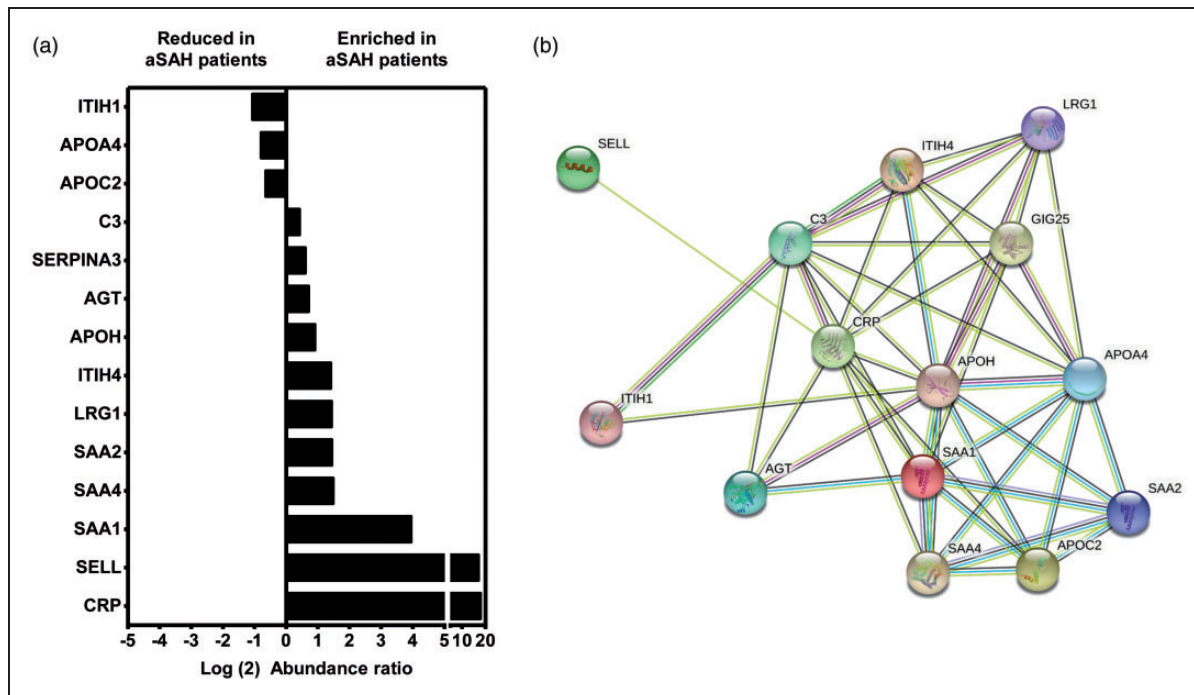 (a)
Reduced in
aSAH patients
Enriched in
aSAH patients
ITIH1
APOA4
APOC2
C3
SERPINA3
AGT
APOH
ITIH4
LRG1
SAA2
SAA4
SAA1
SELL
CRP
-5 -4 -3 -2 -1 0 1 2 3 4 5 10 20
Log (2) Abundance ratio
(b)
LRG1
SELL
ITIH4
GIG25
C3
CRP
APOH
APOA4
ITIH1
AGT
SAA1
SAA2
SAA4
APOC2